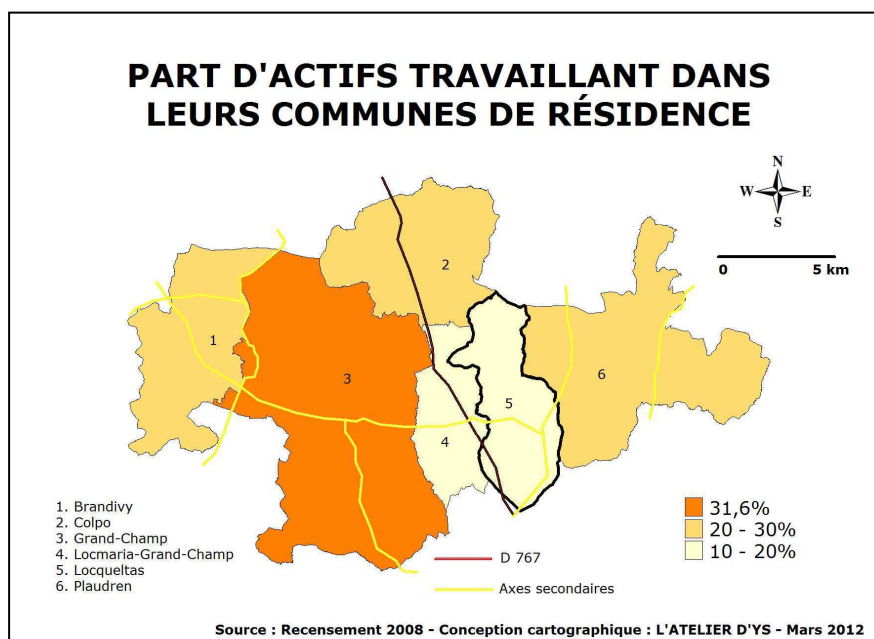 PART D'ACTIFS TRAVAILLANT DANS
LEURS COMMUNES DE RÉSIDENCE
N
W E
S
0 5 km
1
2
3
4
5
6
1. Brandivy
2. Colpo
3. Grand-Champ
4. Locmaria-Grand-Champ
5. Locqueltas
6. Plaudren
D 767
Axes secondaires
31,6%
20 - 30%
10 - 20%
Source : Recensement 2008 - Conception cartographique : L'ATELIER D'YS - Mars 2012